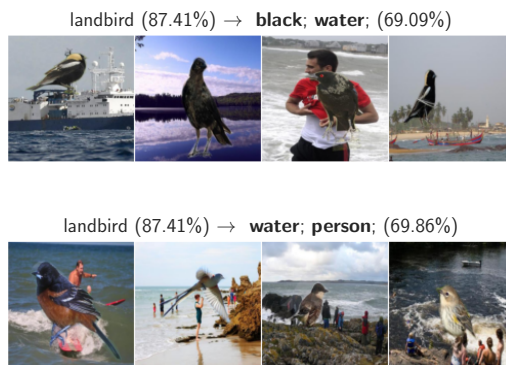 landbird (87.41%) → black; water; (69.09%)
landbird (87.41%) → water; person; (69.86%)